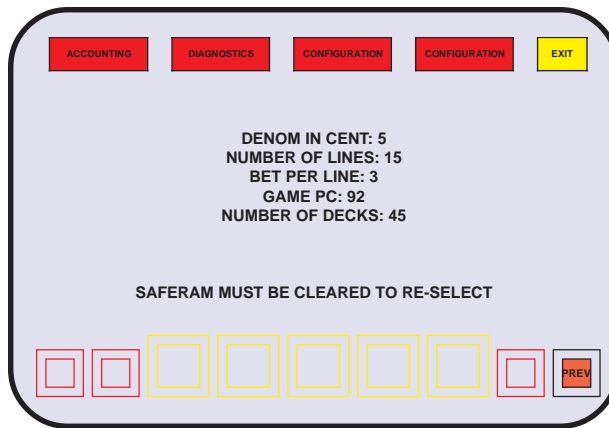 ACCOUNTING DIAGNOSTICS CONFIGURATION CONFIGURATION EXIT
DENOM IN CENT: 5
NUMBER OF LINES: 15
BET PER LINE: 3
GAME PC: 92
NUMBER OF DECKS: 45
SAFERAM MUST BE CLEARED TO RE-SELECT
PREV